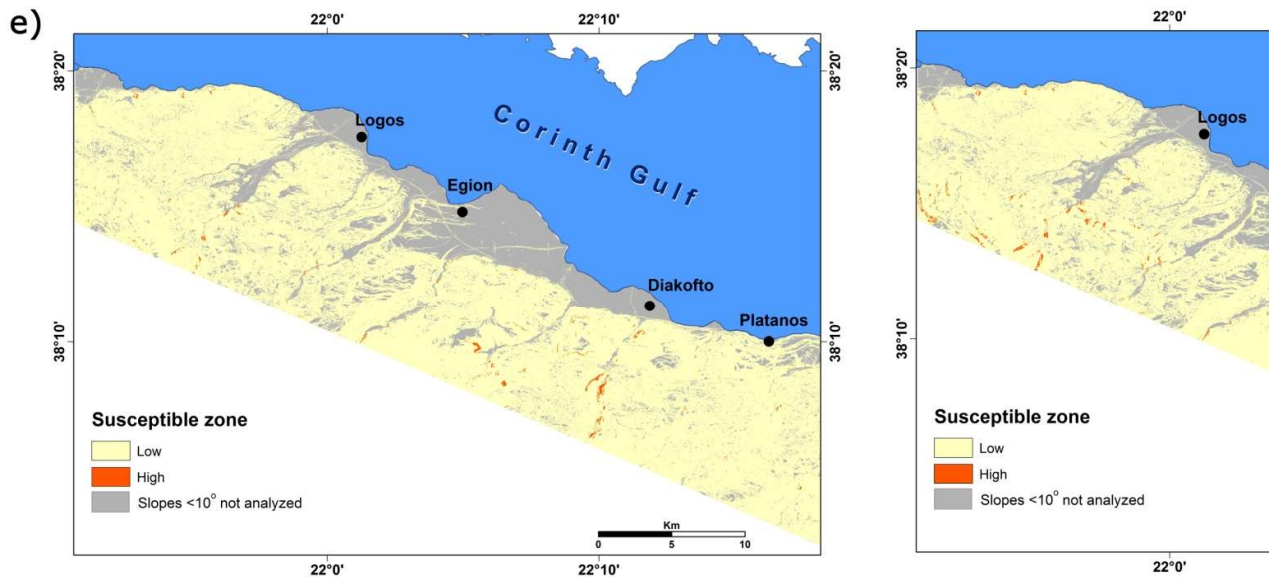 e)
22°0'
22°10'
22°0'
38°20'
38°20'
38°20'
Logos
Corinth Gulf
Egion
Diakofto
Platanos
38°10'
38°10'
Susceptible zone
Low
High
Slopes <10° not analyzed
Km
0 5 10
22°0'
22°10'
Logos
38°10'
Susceptible zone
Low
High
Slopes <10° not analyzed
22°0'